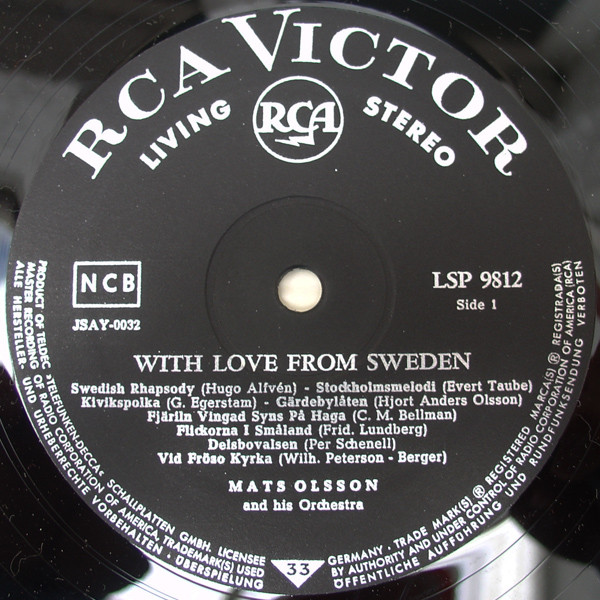 RCA VICTOR
LIVING RCA STEREO
NCB
JSAY-0032
LSP 9812
Side 1
WITH LOVE FROM SWEDEN
Swedish Rhapsody (Hugo Alfvén) - Stockholmsmelodi (Evert Taube)
Kivikspolka (G. Egerstam) - Gärdebylåten (Hjort Anders Olsson)
Fjäriln Vingad Syns På Haga (C. M. Bellman)
Flickorna I Småland (Frid. Lundberg)
Delsbovalsen (Per Schenell)
Vid Fröso Kyrka (Wilh. Peterson - Berger)
MATS OLSSON
and his Orchestra
33
PRODUCT OF TELDEC »TELEFUNKEN-DECCA« SCHALLPLATTEN GMBH. LICENSEE
MASTER RECORDING OF RADIO CORPORATION OF AMERICA, TRADEMARK(S) USED
ALLE HERSTELLER- UND URHEBERRECHTE VORBEHALTEN · ÜBERSPIELUNG
GERMANY · TRADE MARK(S) ® REGISTERED MARCA(S) ® REGISTRADA(S)
BY AUTHORITY AND UNDER CONTROL OF RADIO CORPORATION OF AMERICA (RCA)
ÖFFENTLICHE AUFFÜHRUNG UND RUNDFUNKSENDUNG VERBOTEN